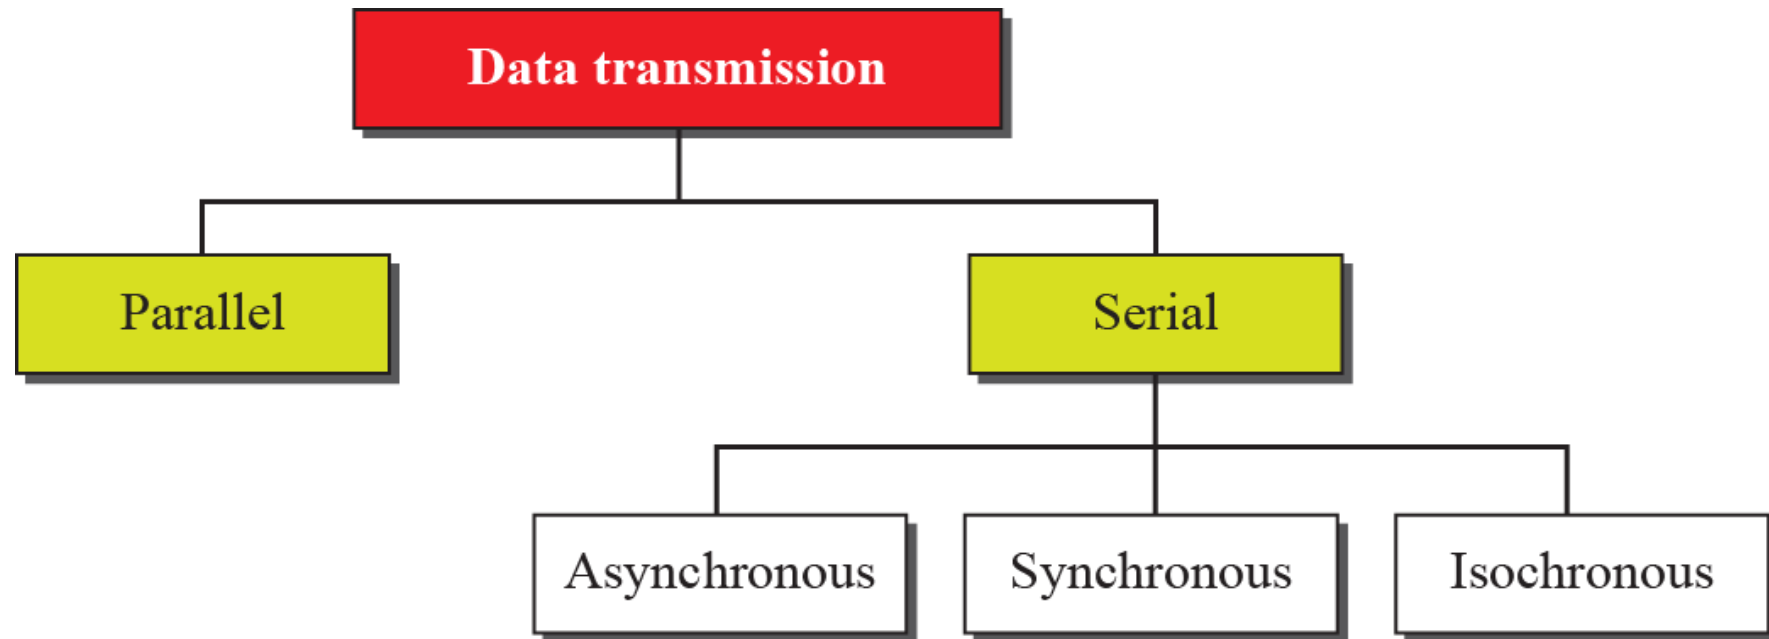 Data transmission
Parallel
Serial
Asynchronous
Synchronous
Isochronous